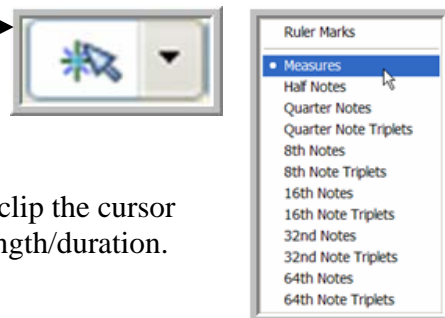 Ruler Marks
Measures
Half Notes
Quarter Notes
Quarter Note Triplets
8th Notes
8th Note Triplets
16th Notes
16th Note Triplets
32nd Notes
32nd Note Triplets
64th Notes
64th Note Triplets
clip the cursor
ngth/duration.